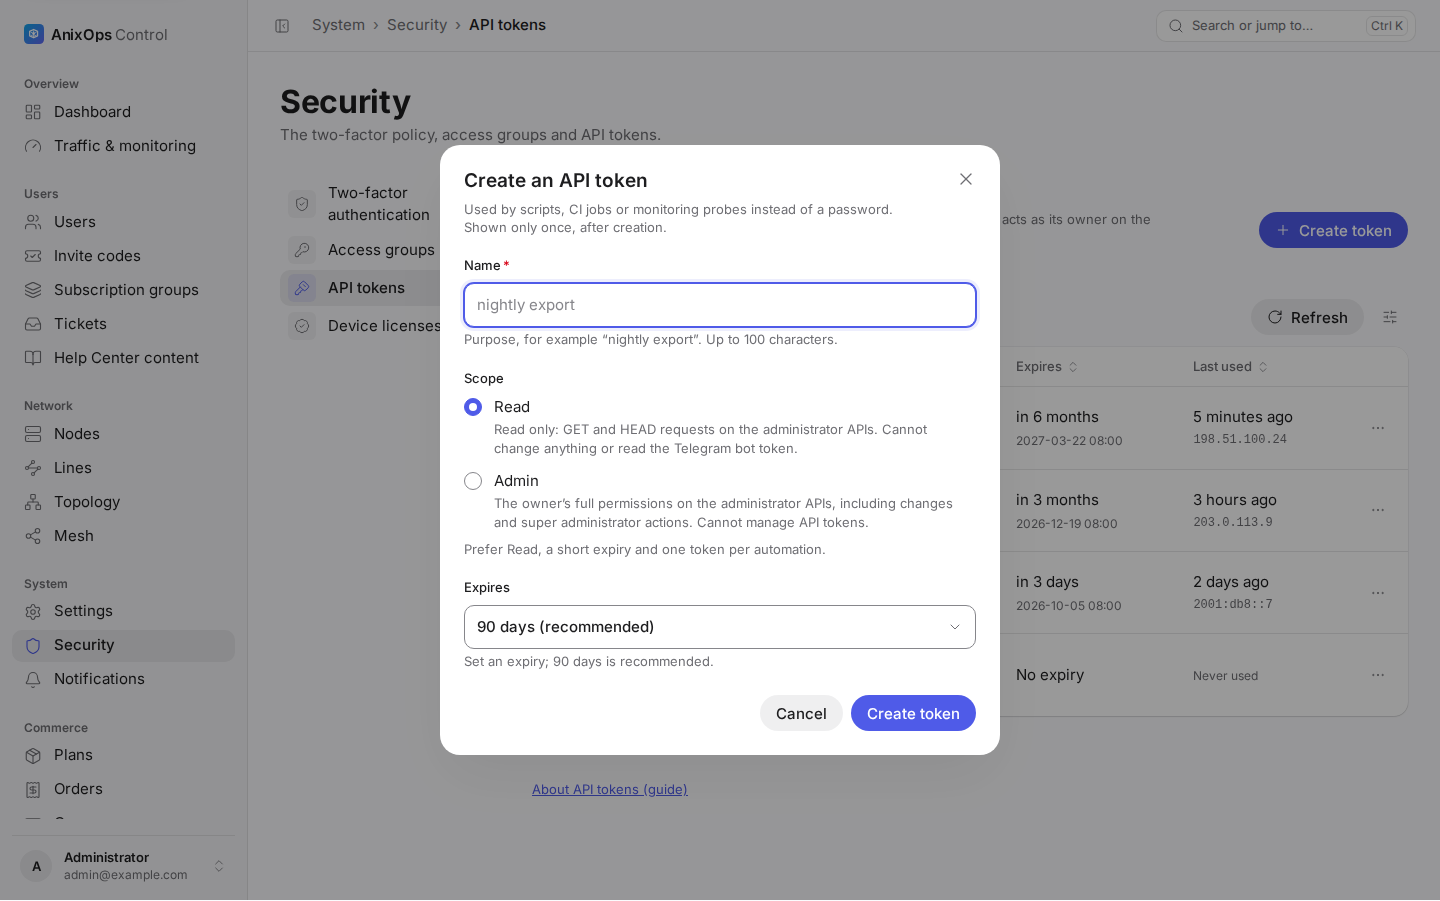 AnixOps Control
System › Security › API tokens
Search or jump to...
Ctrl K
Overview
Dashboard
Traffic & monitoring
Users
Users
Invite codes
Subscription groups
Tickets
Help Center content
Network
Nodes
Lines
Topology
Mesh
System
Settings
Security
Notifications
Commerce
Plans
Orders
A
Administrator
admin@example.com
Security
The two-factor policy, access groups and API tokens.
Two-factor
authentication
Access groups
API tokens
Device licenses
acts as its owner on the
Create token
Refresh
Expires
Last used
in 6 months
2027-03-22 08:00
5 minutes ago
198.51.100.24
in 3 months
2026-12-19 08:00
3 hours ago
203.0.113.9
in 3 days
2026-10-05 08:00
2 days ago
2001:db8::7
No expiry
Never used
About API tokens (guide)
Create an API token
Used by scripts, CI jobs or monitoring probes instead of a password.
Shown only once, after creation.
Name *
nightly export
Purpose, for example “nightly export”. Up to 100 characters.
Scope
Read
Read only: GET and HEAD requests on the administrator APIs. Cannot
change anything or read the Telegram bot token.
Admin
The owner’s full permissions on the administrator APIs, including changes
and super administrator actions. Cannot manage API tokens.
Prefer Read, a short expiry and one token per automation.
Expires
90 days (recommended)
Set an expiry; 90 days is recommended.
Cancel
Create token